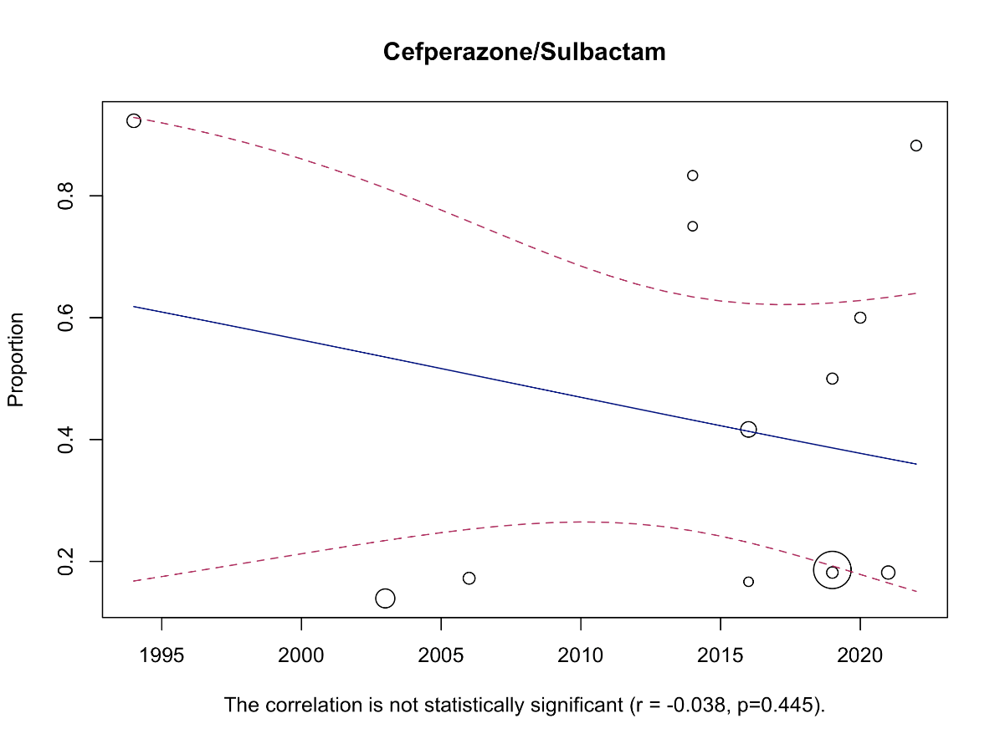 Cefperazone/Sulbactam
Proportion
0.8
0.6
0.4
0.2
1995 2000 2005 2010 2015 2020
The correlation is not statistically significant (r = -0.038, p=0.445).